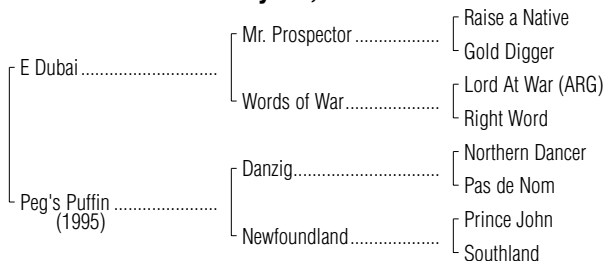 Raise a Native
Mr. Prospector ...................
Gold Digger
E Dubai ..............................
Lord At War (ARG)
Words of War.....................
Right Word
Northern Dancer
Danzig.................................
Pas de Nom
Peg's Puffin ......................
(1995)
Prince John
Newfoundland....................
Southland